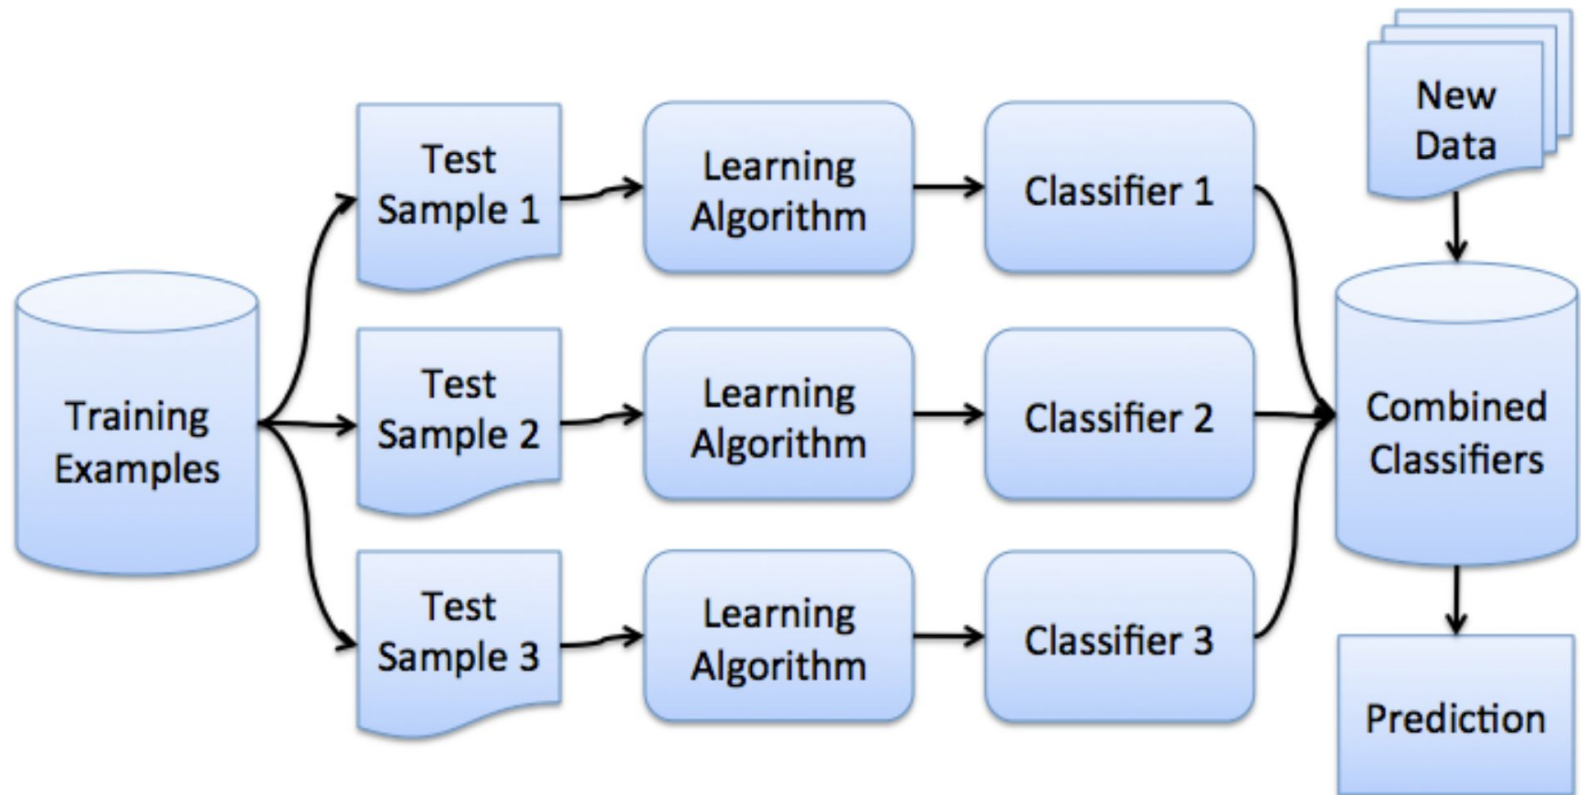 Training
Examples
Test
Sample 1
Learning
Algorithm
Classifier 1
Test
Sample 2
Learning
Algorithm
Classifier 2
Test
Sample 3
Learning
Algorithm
Classifier 3
New
Data
Combined
Classifiers
Prediction